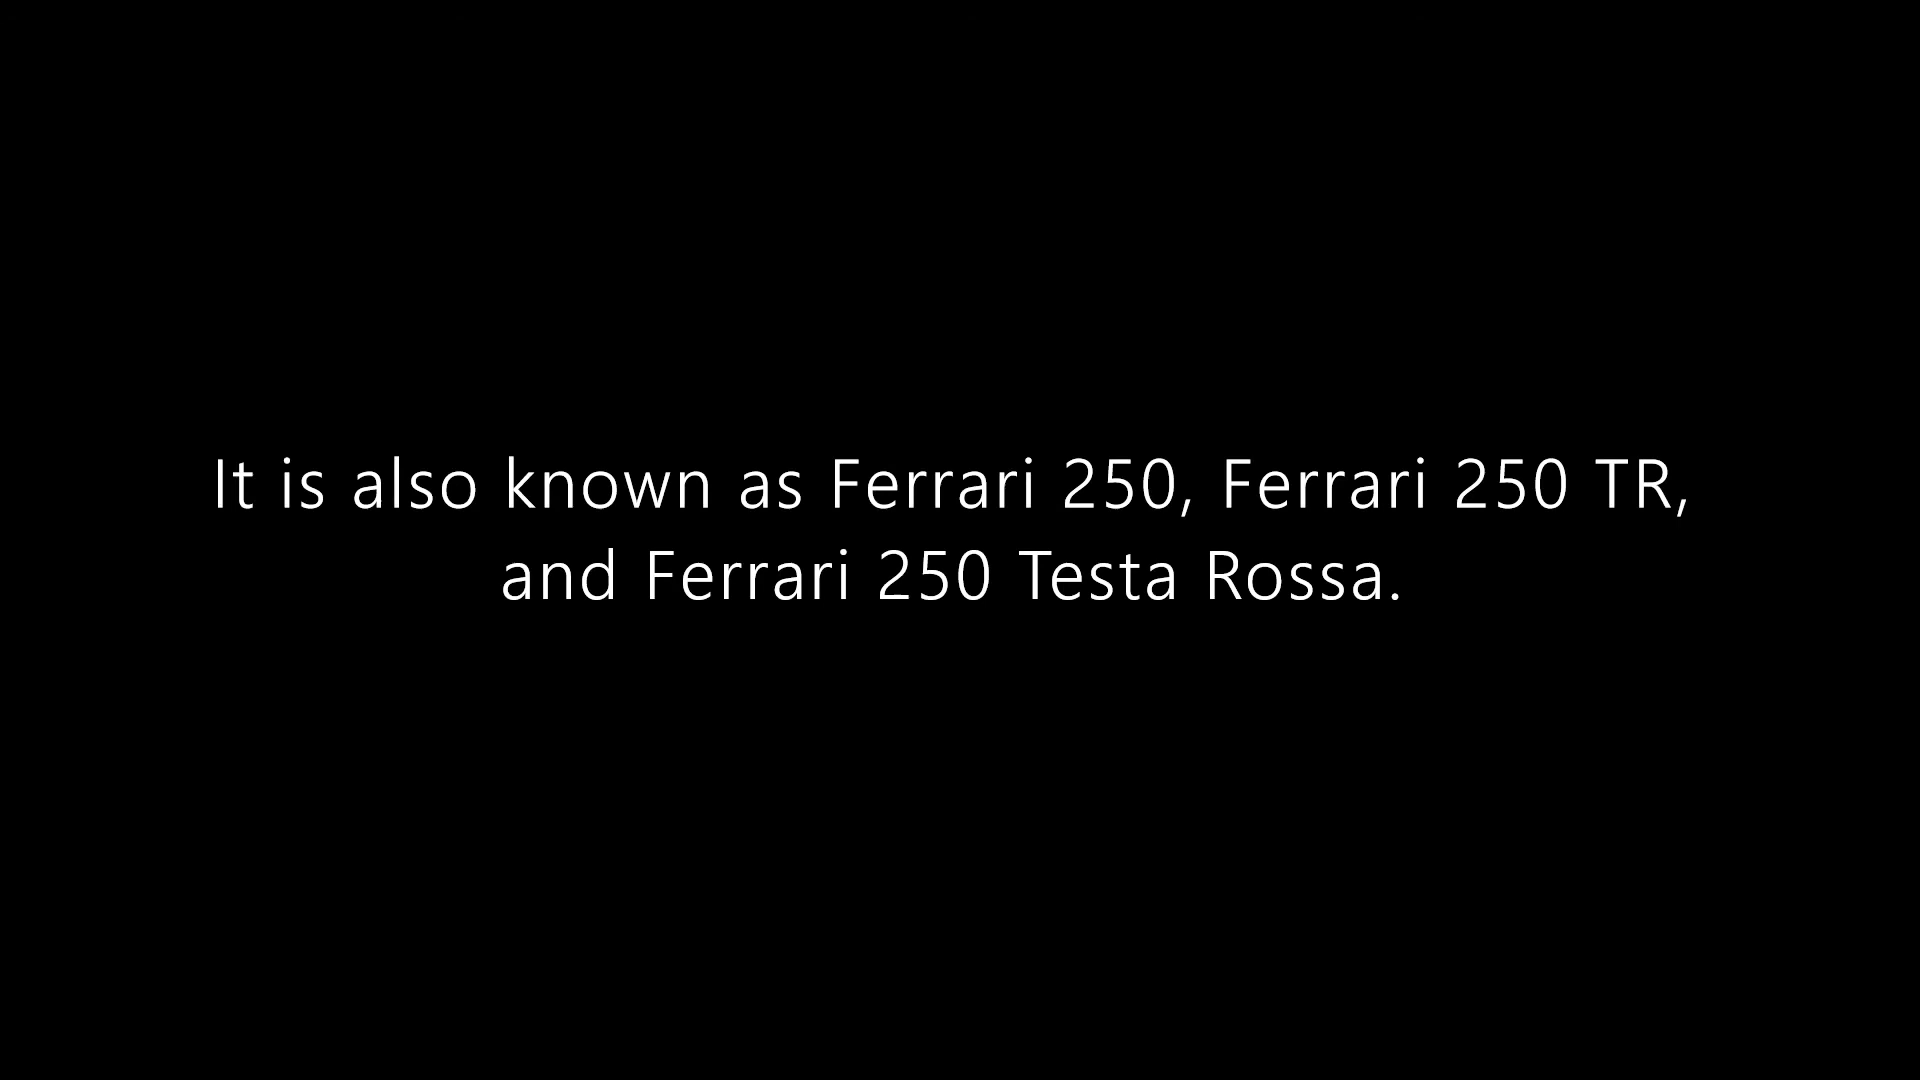 It is also known as Ferrari 250, Ferrari 250 TR,
and Ferrari 250 Testa Rossa.